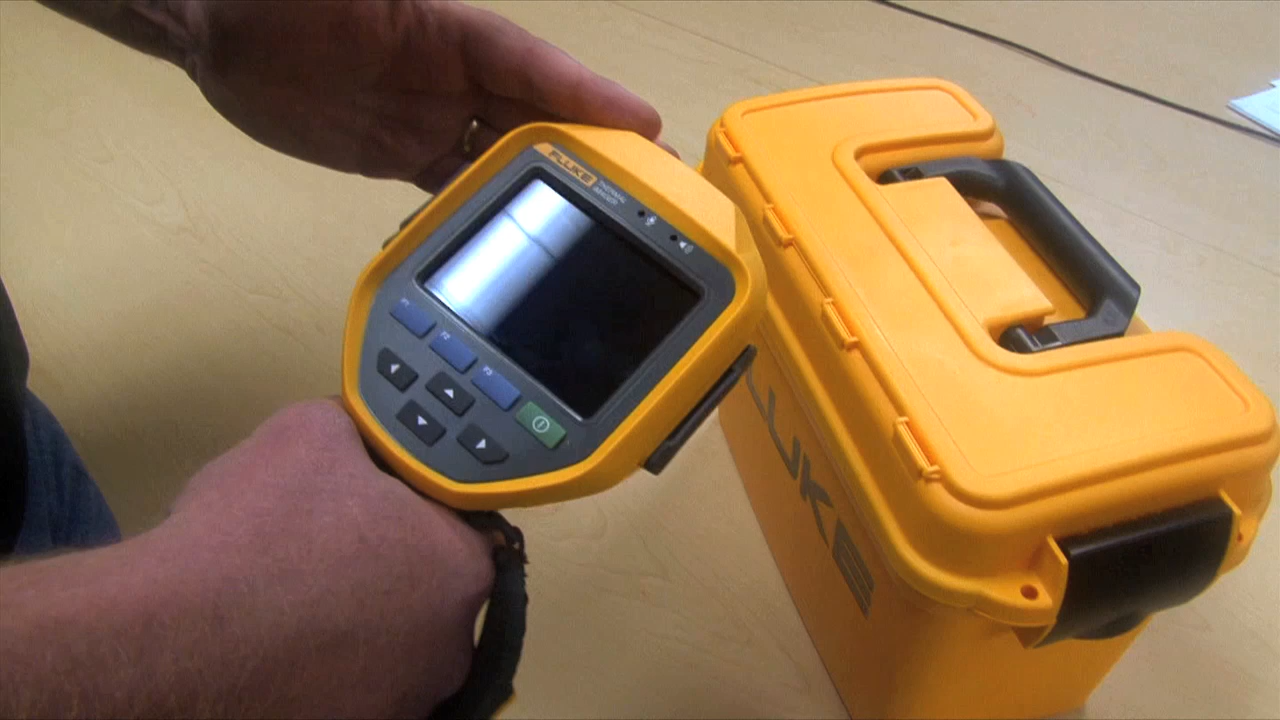 FLUKE
THERMAL
IMAGER
F1
F2
F3
FLUKE